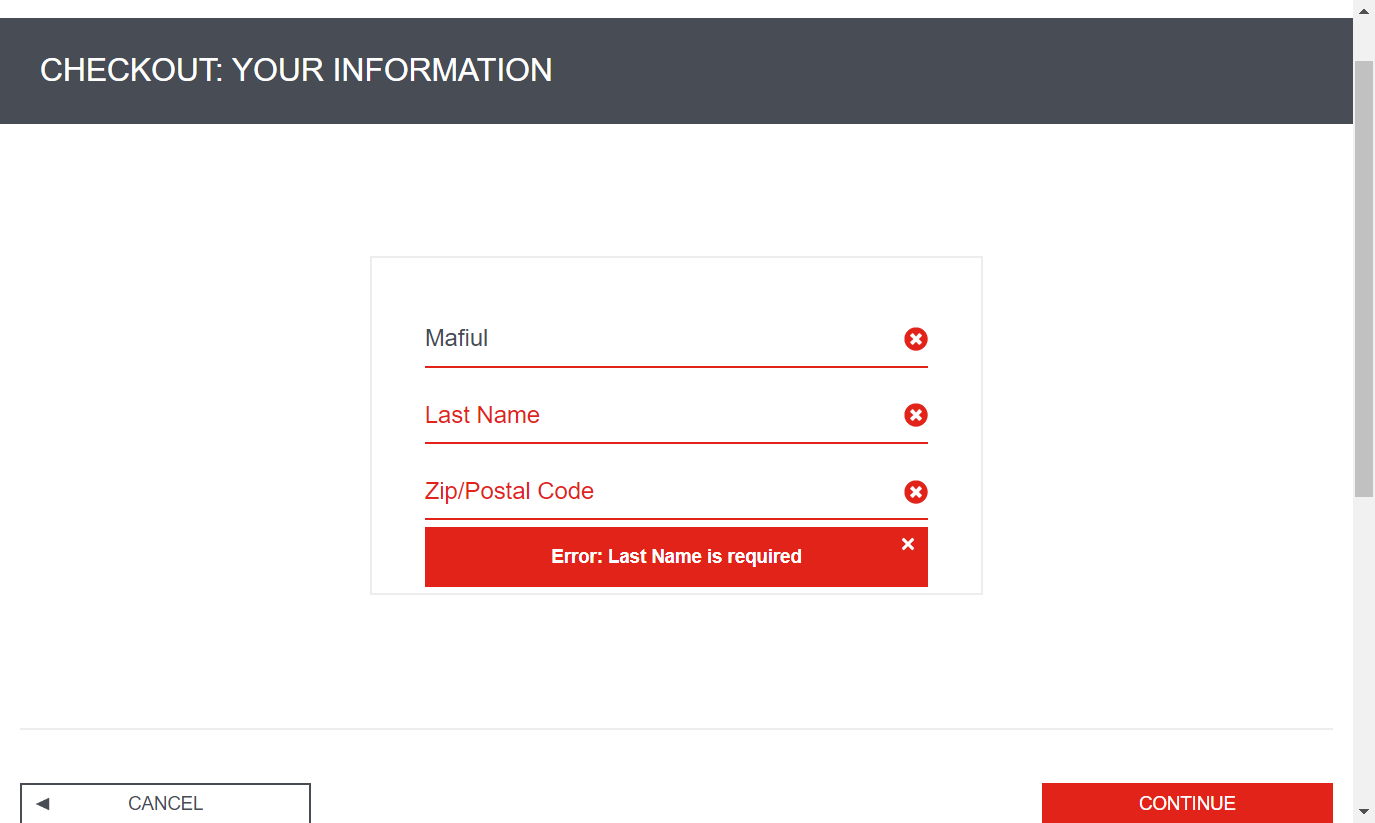 CHECKOUT: YOUR INFORMATION
Mafiul
Last Name
Zip/Postal Code
Error: Last Name is required
CANCEL
CONTINUE